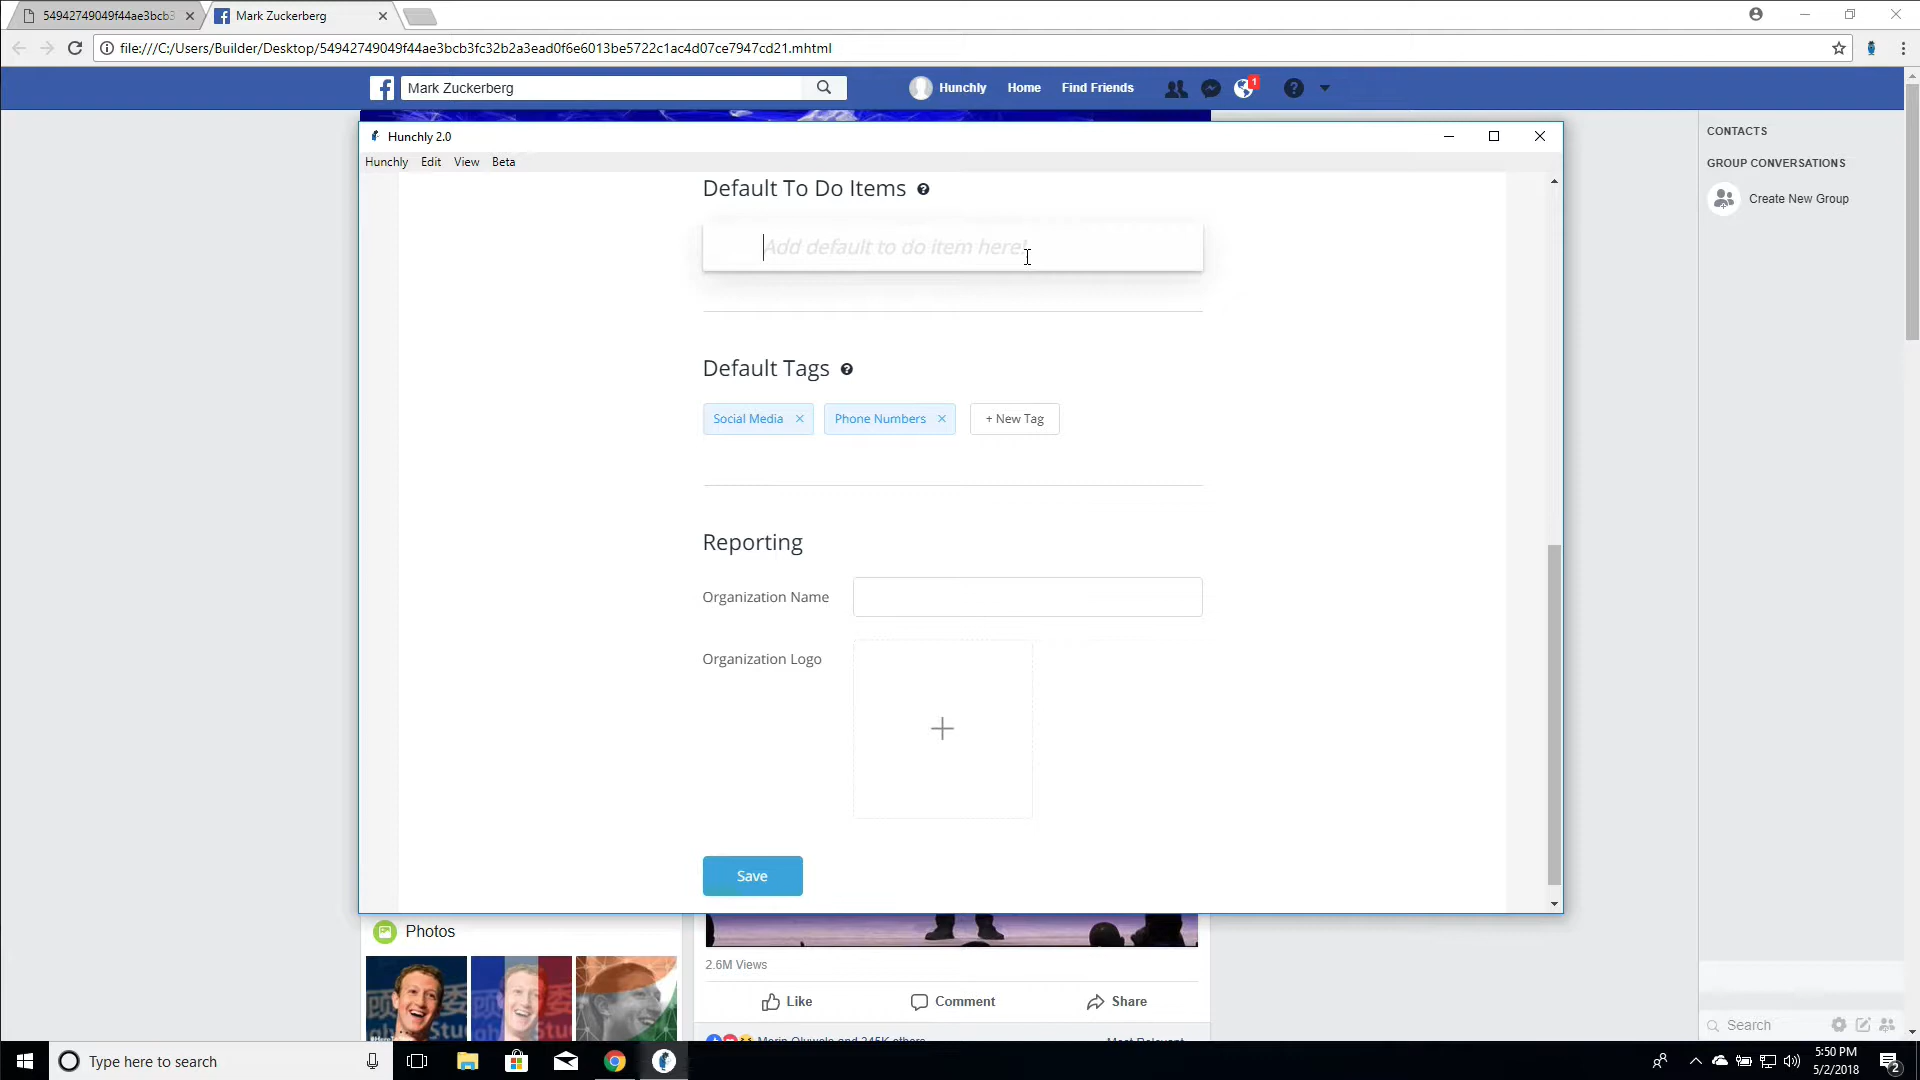 54942749049f44ae3bcb3
Mark Zuckerberg
file:///C:/Users/Builder/Desktop/54942749049f44ae3bcb3fc32b2a3ead0f6e6013be5722c1ac4d07ce7947cd21.mhtml
Mark Zuckerberg
Hunchly Home Find Friends
1
CONTACTS
GROUP CONVERSATIONS
Create New Group
Hunchly 2.0
Hunchly Edit View Beta
Default To Do Items
Add default to do item here!
Default Tags
Social Media × Phone Numbers × + New Tag
Reporting
Organization Name
Organization Logo
Save
Photos
2.6M Views
Like Comment Share
Search
Type here to search
5:50 PM
5/2/2018
2